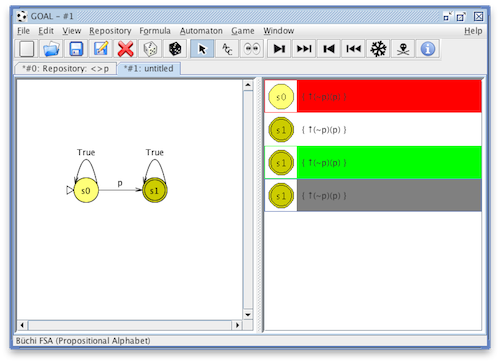 GOAL - #1
File Edit View Repository Formula Automaton Game Window Help
*#0: Repository: <>p *#1: untitled
True True
s0 p s1
s0 { ↑(~p)(p) }
s1 { ↑(~p)(p) }
s1 { ↑(~p)(p) }
s1 { ↑(~p)(p) }
Büchi FSA (Propositional Alphabet)